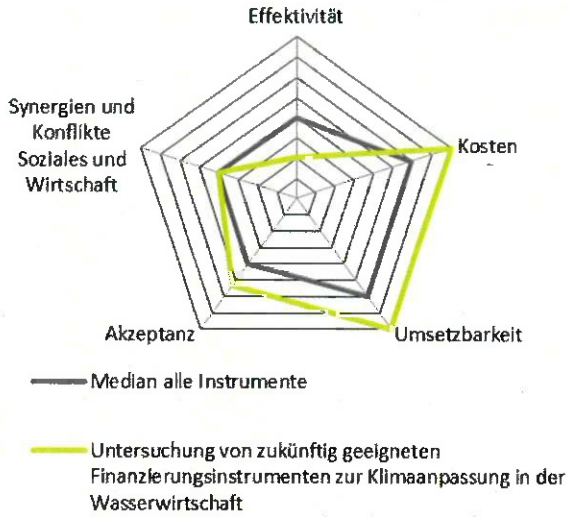 Effektivität
Synergien und
Konflikte
Soziales und
Wirtschaft
Kosten
Akzeptanz
Umsetzbarkeit
Median alle Instrumente
Untersuchung von zukünftig geeigneten
Finanzierungsinstrumenten zur Klimaanpassung in der
Wasserwirtschaft